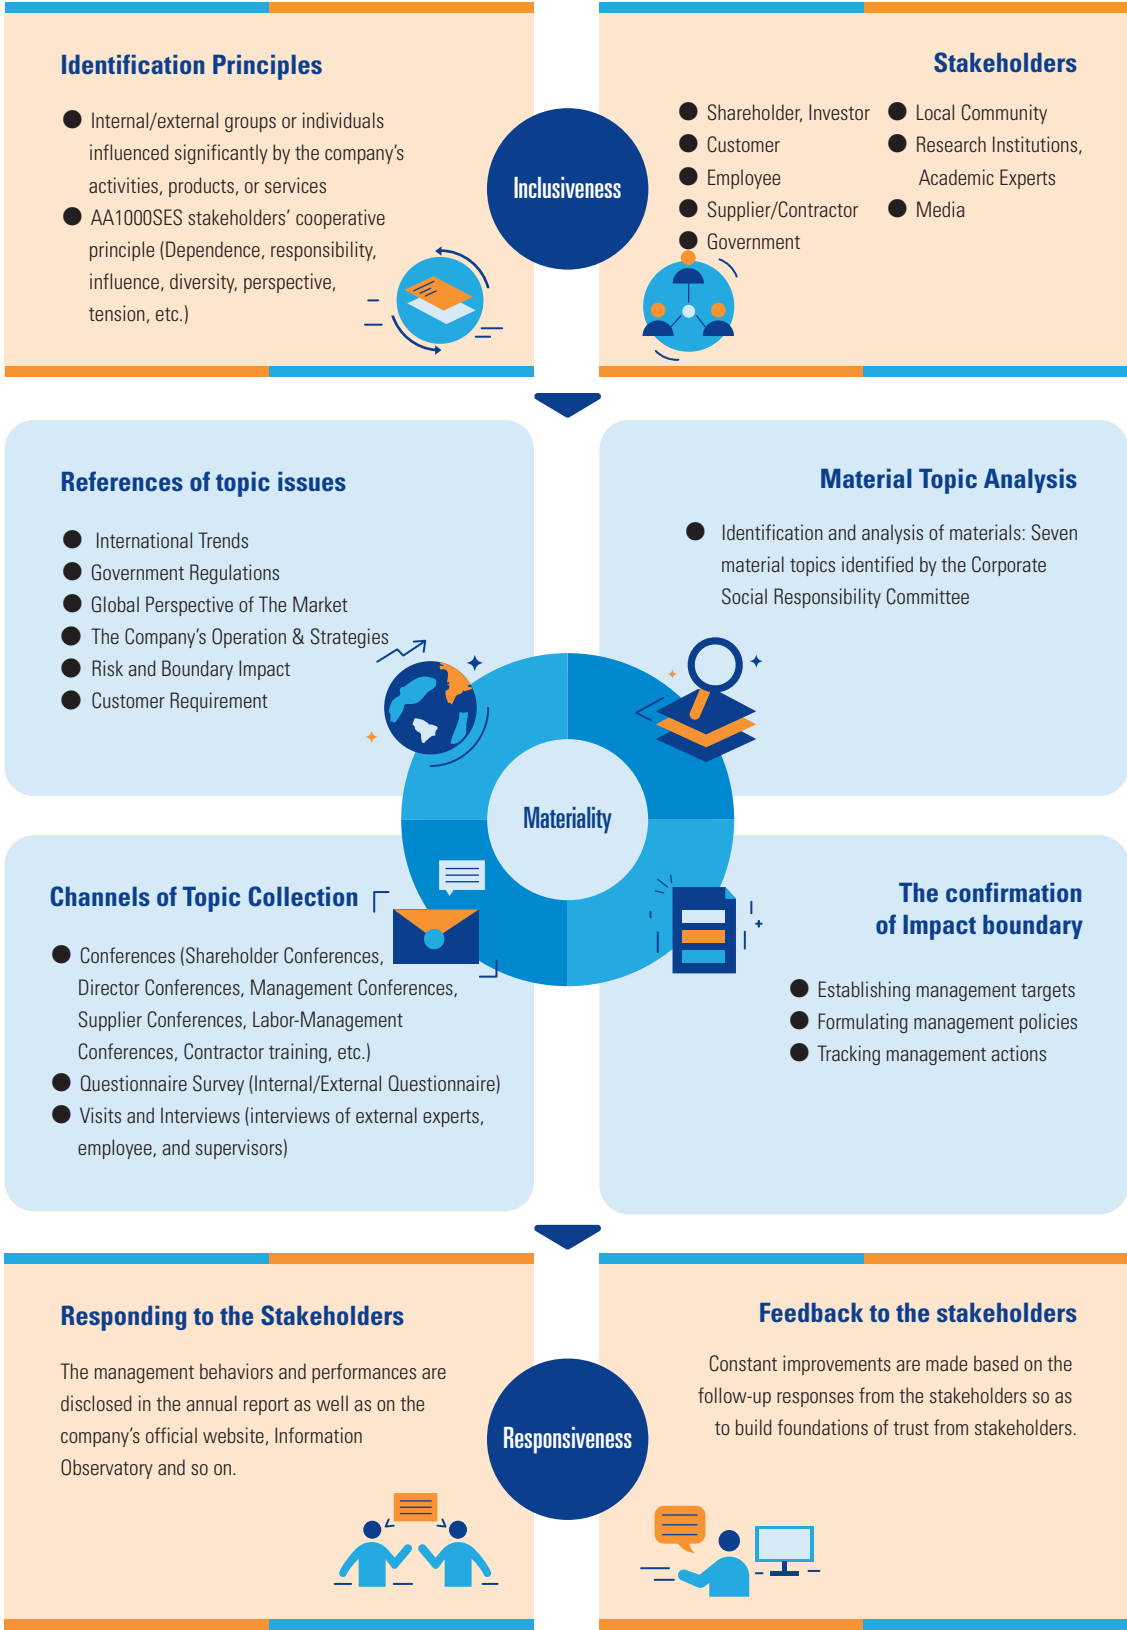 Identification Principles
● Internal/external groups or individuals
influenced significantly by the company’s
activities, products, or services
● AA1000SES stakeholders’ cooperative
principle (Dependence, responsibility,
influence, diversity, perspective,
tension, etc.)
Inclusiveness
Stakeholders
● Shareholder, Investor
● Customer
● Employee
● Supplier/Contractor
● Government
● Local Community
● Research Institutions,
Academic Experts
● Media
References of topic issues
● International Trends
● Government Regulations
● Global Perspective of The Market
● The Company’s Operation & Strategies
● Risk and Boundary Impact
● Customer Requirement
Material Topic Analysis
● Identification and analysis of materials: Seven
material topics identified by the Corporate
Social Responsibility Committee
Materiality
Channels of Topic Collection
● Conferences (Shareholder Conferences,
Director Conferences, Management Conferences,
Supplier Conferences, Labor-Management
Conferences, Contractor training, etc.)
● Questionnaire Survey (Internal/External Questionnaire)
● Visits and Interviews (interviews of external experts,
employee, and supervisors)
The confirmation
of Impact boundary
● Establishing management targets
● Formulating management policies
● Tracking management actions
Responding to the Stakeholders
The management behaviors and performances are
disclosed in the annual report as well as on the
company’s official website, Information
Observatory and so on.
Responsiveness
Feedback to the stakeholders
Constant improvements are made based on the
follow-up responses from the stakeholders so as
to build foundations of trust from stakeholders.